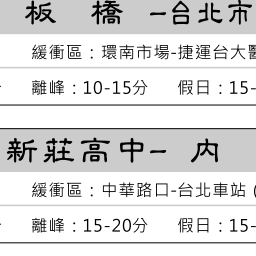 板 橋 －台北市
緩衝區：環南市場-捷運台大醫
離峰：10-15分 假日：15-
新莊高中－ 內
緩衝區：中華路口-台北車站（
離峰：15-20分 假日：15-